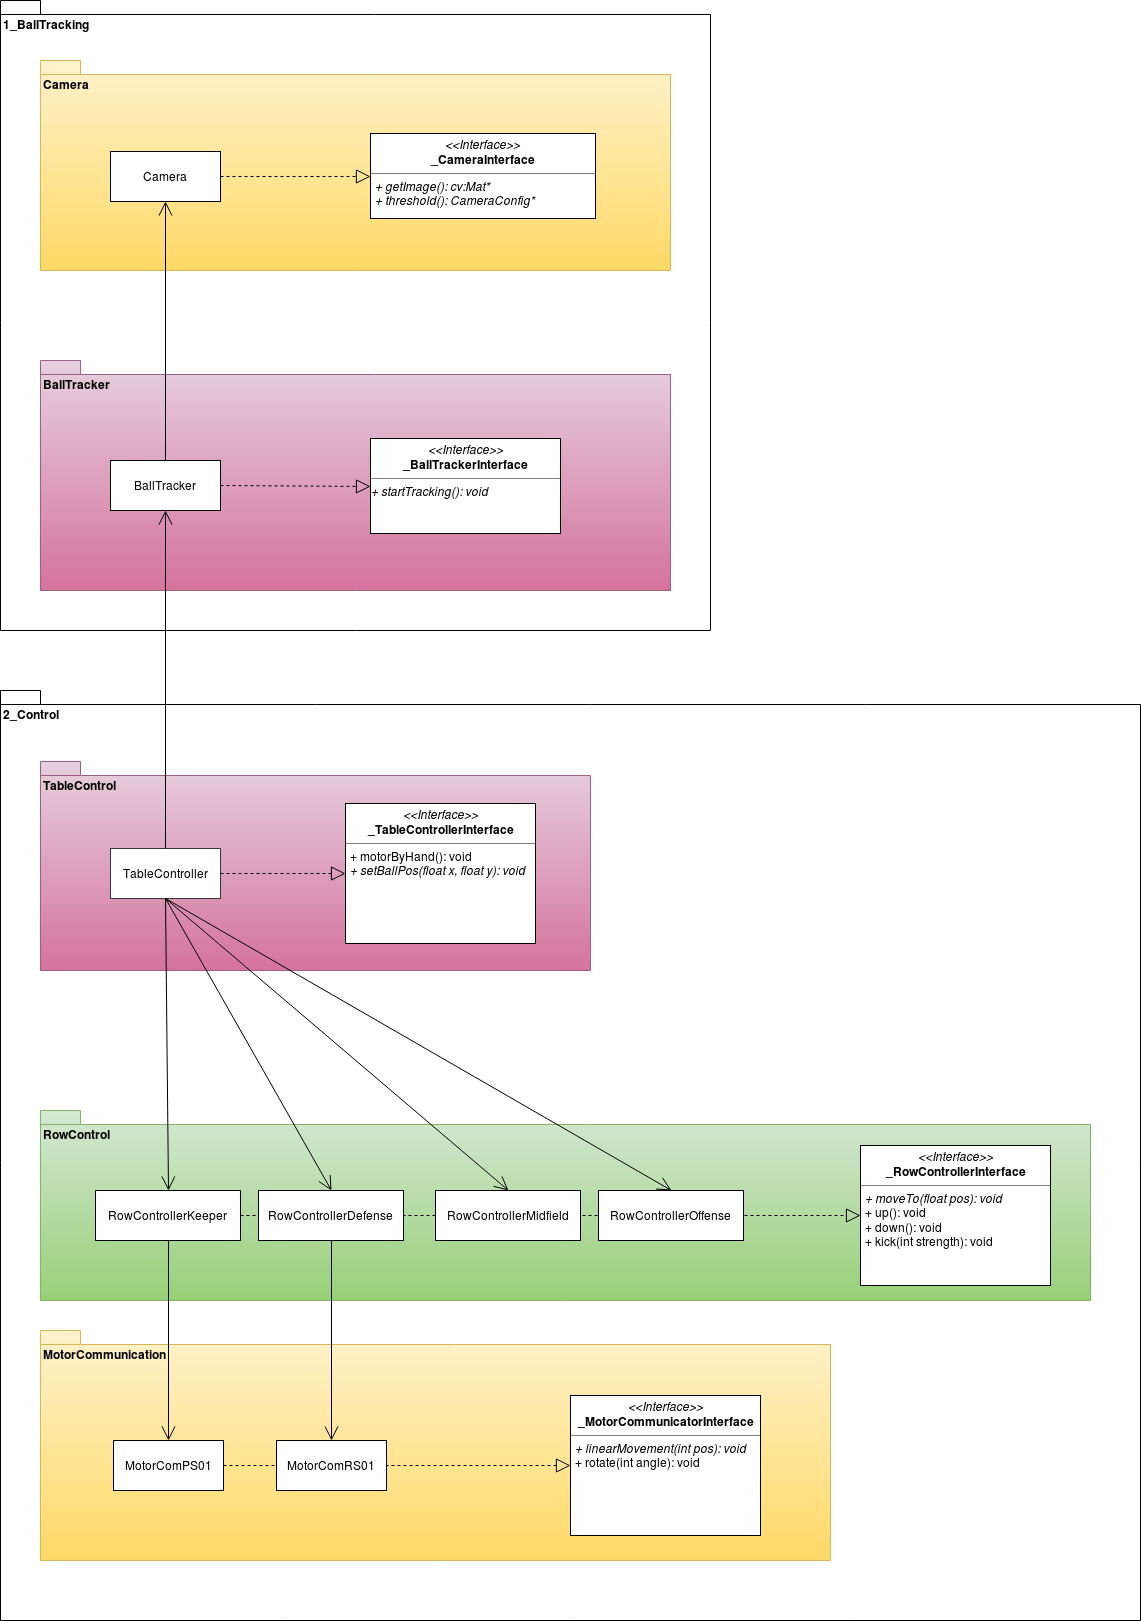 1_BallTracking
Camera
Camera
<<Interface>>
_CameraInterface
+ getImage(): cv:Mat*
+ threshold(): CameraConfig*
BallTracker
BallTracker
<<Interface>>
_BallTrackerInterface
+ startTracking(): void
2_Control
TableControl
TableController
<<Interface>>
_TableControllerInterface
+ motorByHand(): void
+ setBallPos(float x, float y): void
RowControl
RowControllerKeeper
RowControllerDefense
RowControllerMidfield
RowControllerOffense
<<Interface>>
_RowControllerInterface
+ moveTo(float pos): void
+ up(): void
+ down(): void
+ kick(int strength): void
MotorCommunication
MotorComPS01
MotorComRS01
<<Interface>>
_MotorCommunicatorInterface
+ linearMovement(int pos): void
+ rotate(int angle): void